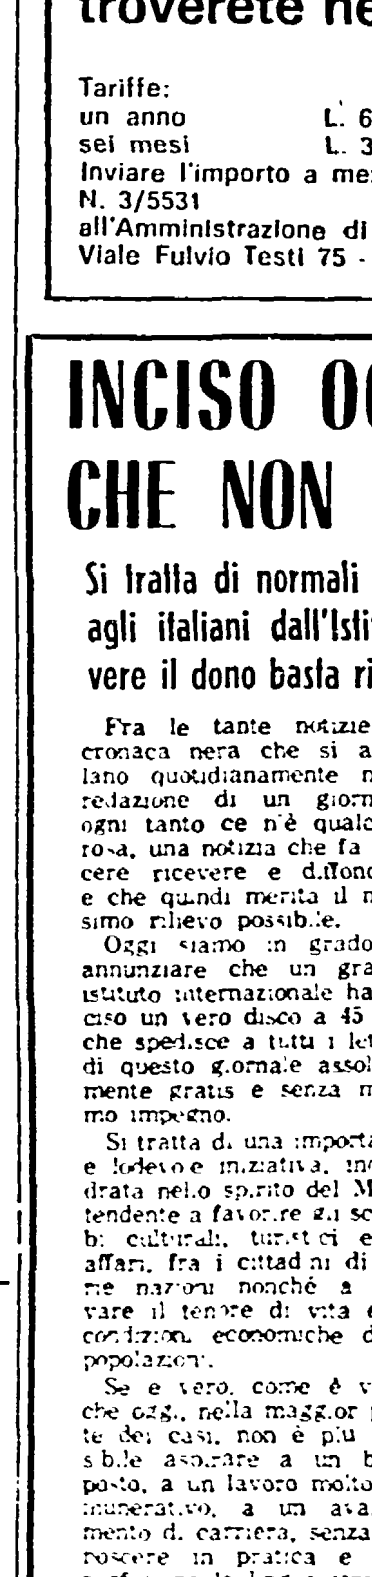 troverete ne
Tariffe:
un anno L. 6
sei mesi L. 3
Inviare l'importo a me
N. 3/5531
all'Amministrazione di
Viale Fulvio Testi 75 -
INCISO O
CHE NON
Si tratta di normali
agli italiani dall'Isti
vere il dono basta ri
Fra le tante notizie
cronaca nera che si a
lano quotidianamente n
redazione di un giorn
ogni tanto ce n'è qualc
rosa, una notizia che fa
cere ricevere e diffond
e che quindi merita il m
simo rilievo possibile.
Oggi siamo in grado
annunziare che un gra
istituto internazionale ha
ciso un vero disco a 45
che spedisce a tutti i let
di questo giornale assol
mente gratis e senza n
mo impegno.
Si tratta di una importa
e lodevole iniziativa, in
drata nello spirito del M
tendente a favorire gli sc
bi culturali, turistici e
affari, fra i cittadini di
rie nazioni nonché a
vare il tenore di vita e
condizioni economiche d
popolazioni.
Se è vero, come è v
che oggi, nella maggior p
te dei casi, non è più
sibile aspirare a un b
posto, a un lavoro molto
munerativo, a un ava
mento di carriera, senza
noscere in pratica e